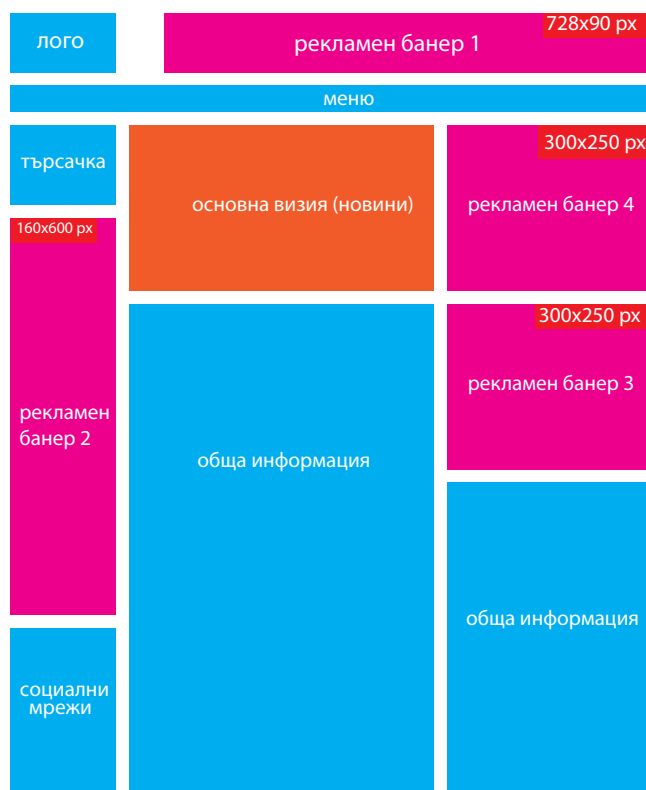 лого
рекламен банер 1
728x90 px
меню
търсачка
основна визия (новини)
300x250 px
рекламен банер 4
160x600 px
рекламен
банер 2
300x250 px
рекламен банер 3
обща информация
обща информация
социални
мрежи